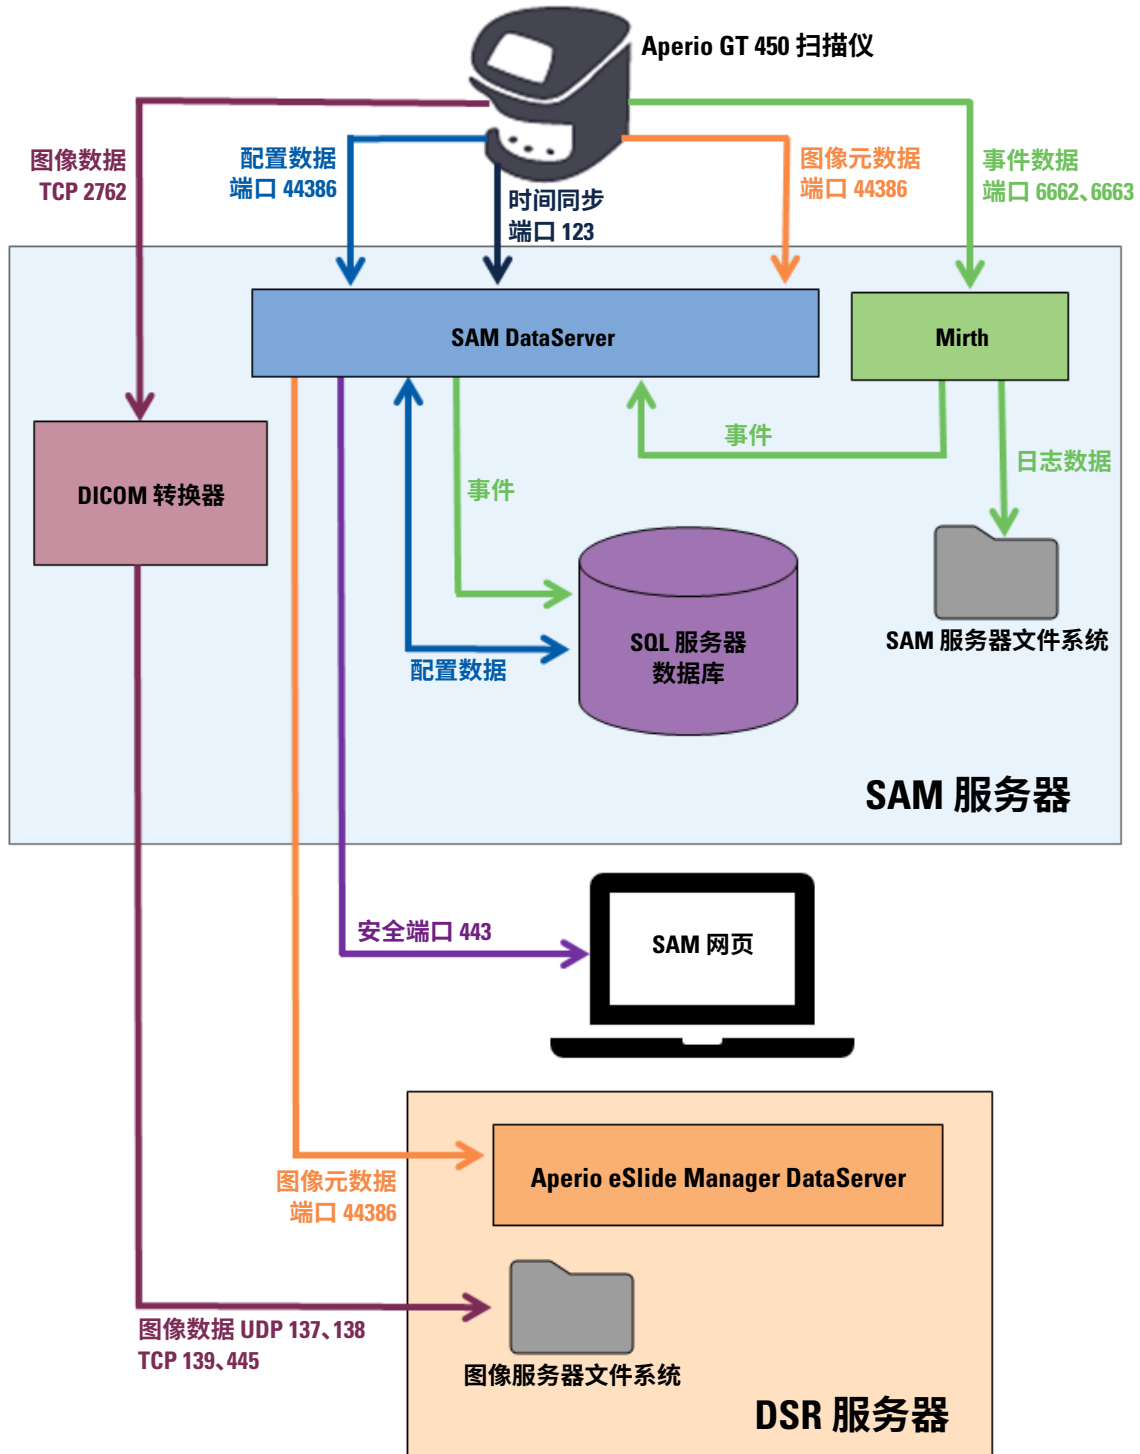 Aperio GT 450 扫描仪
图像数据
TCP 2762
配置数据
端口 44386
时间同步
端口 123
图像元数据
端口 44386
事件数据
端口 6662、6663
SAM DataServer
Mirth
DICOM 转换器
事件
事件
日志数据
SQL 服务器
数据库
配置数据
SAM 服务器文件系统
SAM 服务器
安全端口 443
SAM 网页
Aperio eSlide Manager DataServer
图像元数据
端口 44386
图像数据 UDP 137、138
TCP 139、445
图像服务器文件系统
DSR 服务器